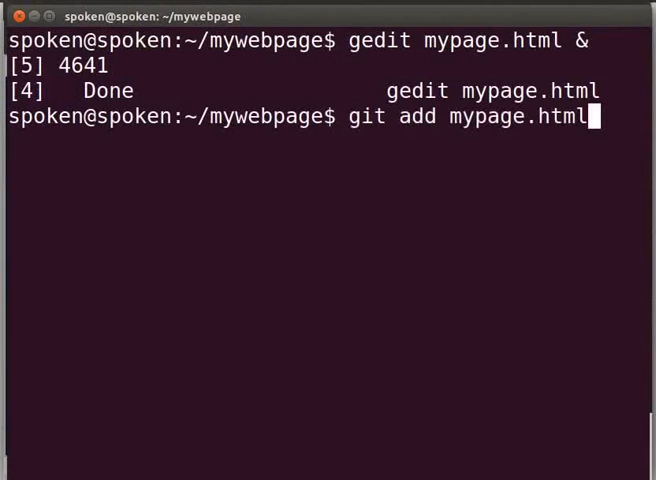 spoken@spoken: ~/mywebpage
spoken@spoken:~/mywebpage$ gedit mypage.html &
[5] 4641
[4]   Done                    gedit mypage.html
spoken@spoken:~/mywebpage$ git add mypage.html